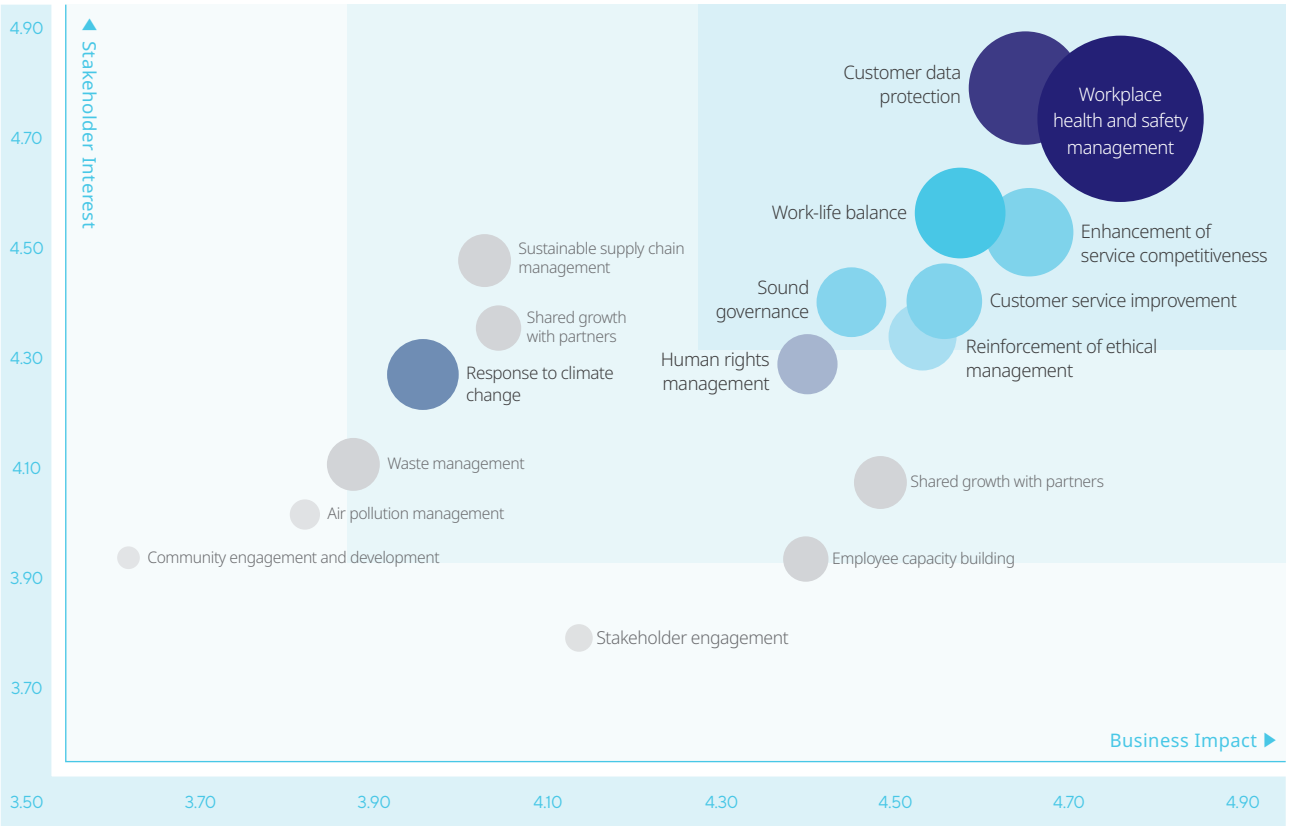 4.90
4.70
4.50
4.30
4.10
3.90
3.70
Stakeholder Interest
Customer data
protection
Workplace
health and safety
management
Work-life balance
Enhancement of
service competitiveness
Sustainable supply chain
management
Sound
governance
Customer service improvement
Shared growth
with partners
Reinforcement of ethical
management
Human rights
management
Response to climate
change
Waste management
Shared growth with partners
Air pollution management
Community engagement and development
Employee capacity building
Stakeholder engagement
Business Impact
3.50
3.70
3.90
4.10
4.30
4.50
4.70
4.90